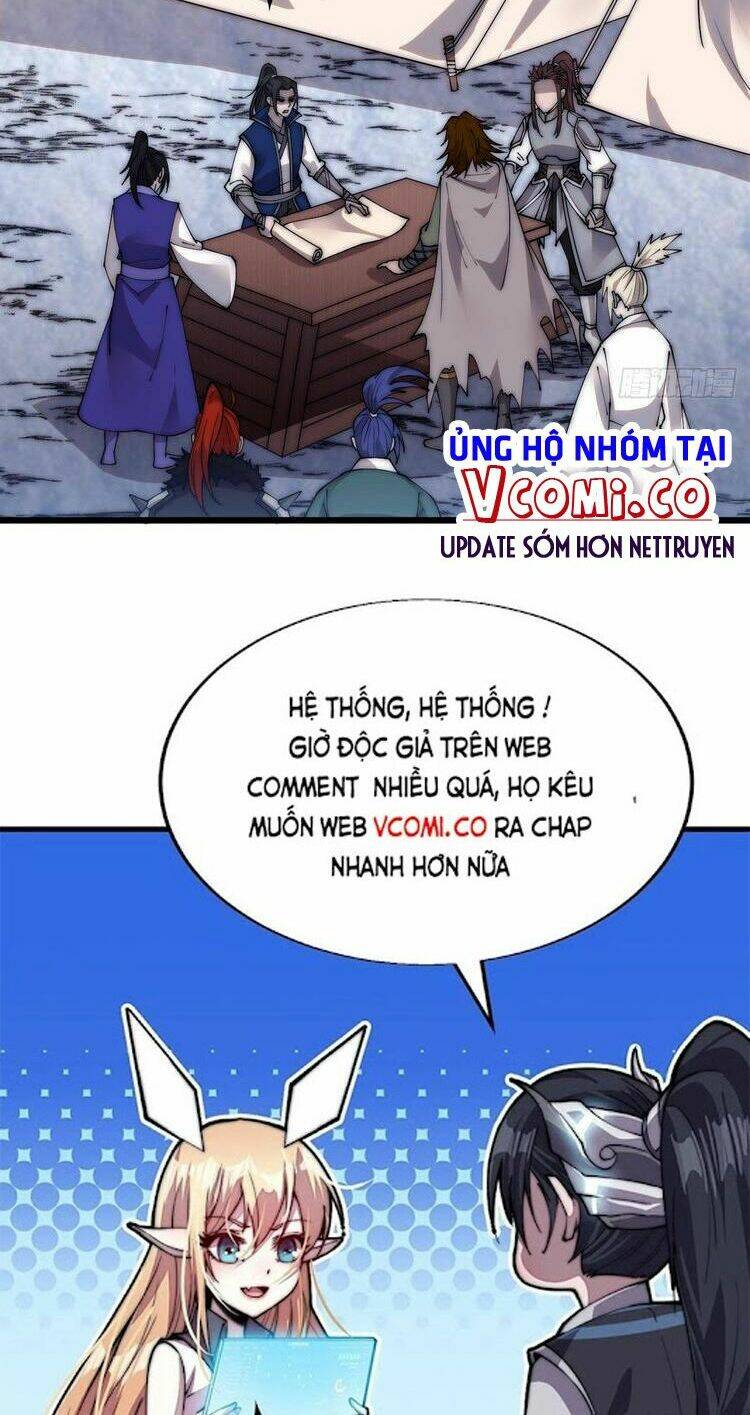 ỦNG HỘ NHÓM TẠI
VCOMI.CO
UPDATE SỚM HƠN NETTRUYEN
HỆ THỐNG, HỆ THỐNG !
GIỜ ĐỘC GIẢ TRÊN WEB
COMMENT NHIỀU QUÁ, HỌ KÊU
MUỐN WEB VCOMI.CO RA CHAP
NHANH HƠN NỮA